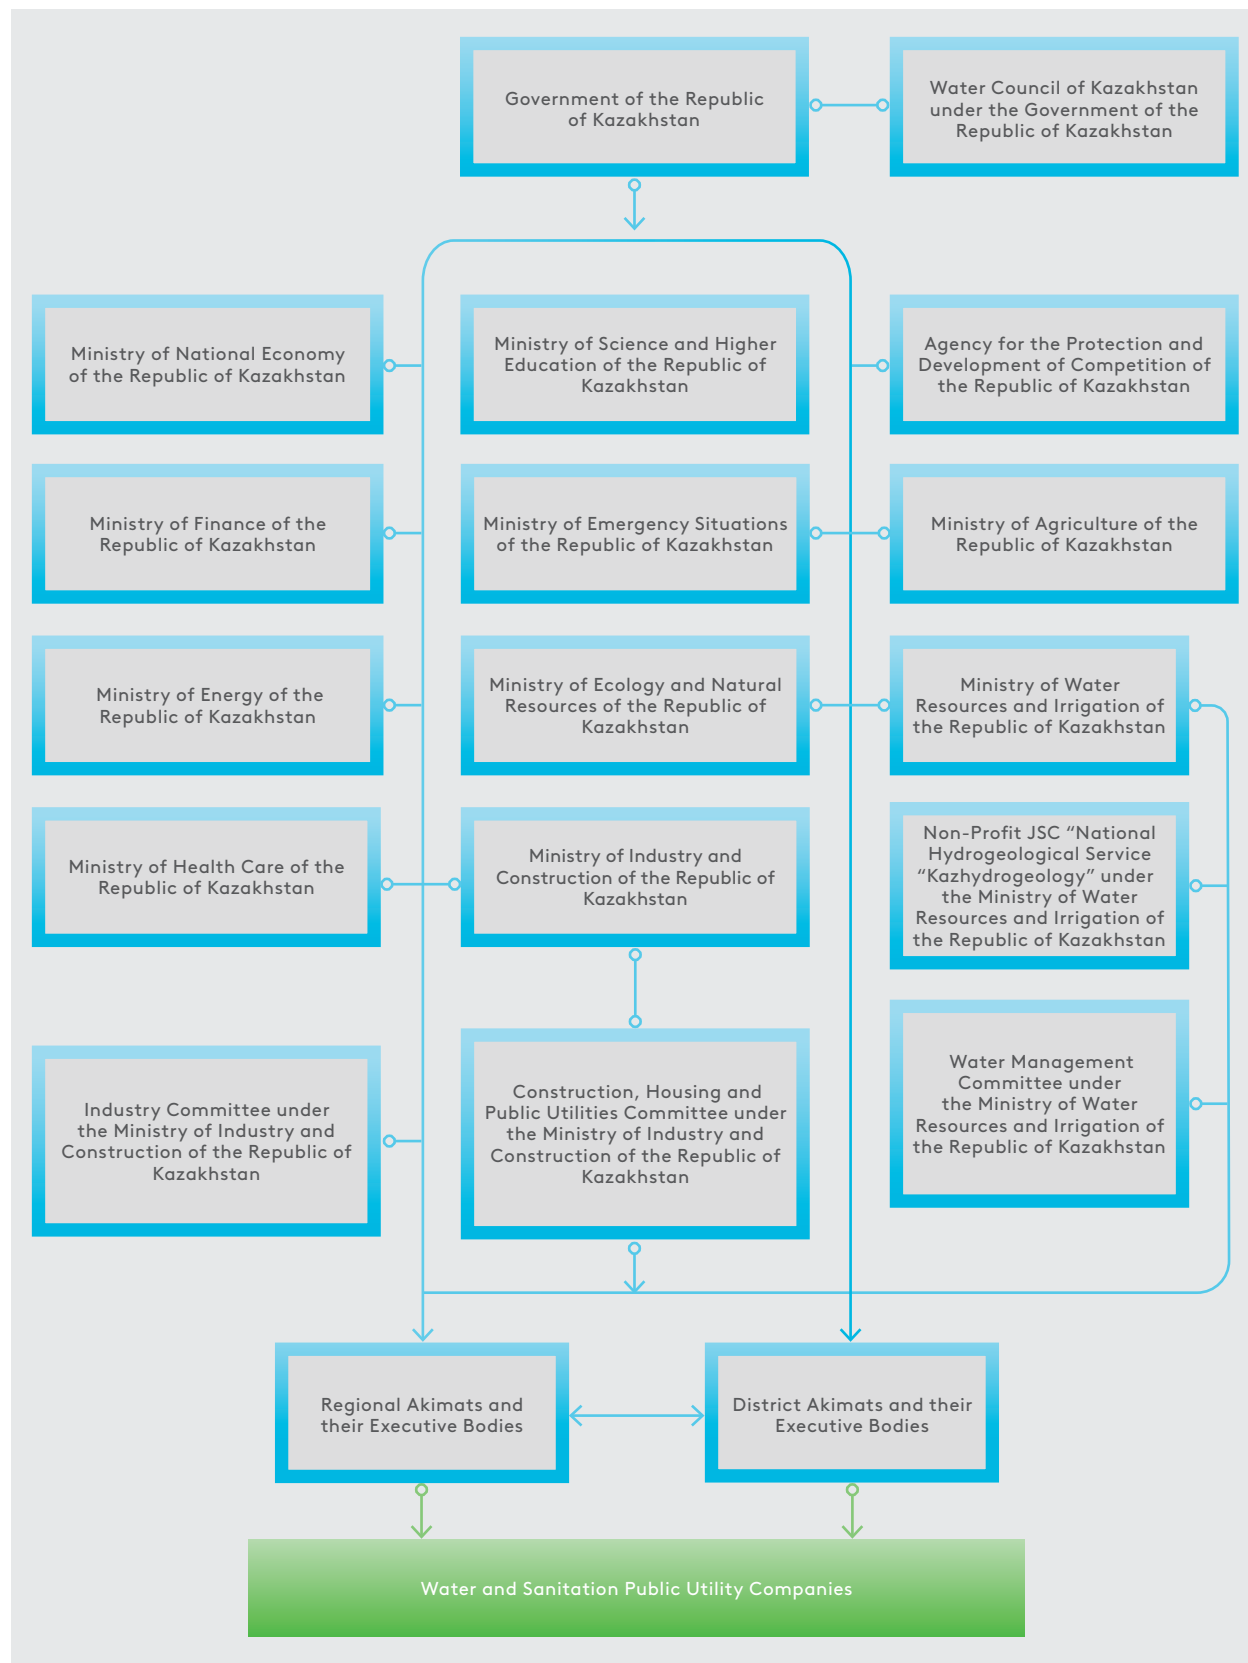 Government of the Republic
of Kazakhstan
Water Council of Kazakhstan
under the Government of the
Republic of Kazakhstan
Ministry of National Economy
of the Republic of Kazakhstan
Ministry of Science and Higher
Education of the Republic of
Kazakhstan
Agency for the Protection and
Development of Competition of
the Republic of Kazakhstan
Ministry of Finance of the
Republic of Kazakhstan
Ministry of Emergency Situations
of the Republic of Kazakhstan
Ministry of Agriculture of the
Republic of Kazakhstan
Ministry of Energy of the
Republic of Kazakhstan
Ministry of Ecology and Natural
Resources of the Republic of
Kazakhstan
Ministry of Water
Resources and Irrigation of
the Republic of Kazakhstan
Ministry of Health Care of the
Republic of Kazakhstan
Ministry of Industry and
Construction of the Republic of
Kazakhstan
Non-Profit JSC “National
Hydrogeological Service
“Kazhydrogeology” under
the Ministry of Water
Resources and Irrigation of
the Republic of Kazakhstan
Industry Committee under
the Ministry of Industry and
Construction of the Republic of
Kazakhstan
Construction, Housing and
Public Utilities Committee under
the Ministry of Industry and
Construction of the Republic of
Kazakhstan
Water Management
Committee under
the Ministry of Water
Resources and Irrigation of
the Republic of Kazakhstan
Regional Akimats and
their Executive Bodies
District Akimats and their
Executive Bodies
Water and Sanitation Public Utility Companies